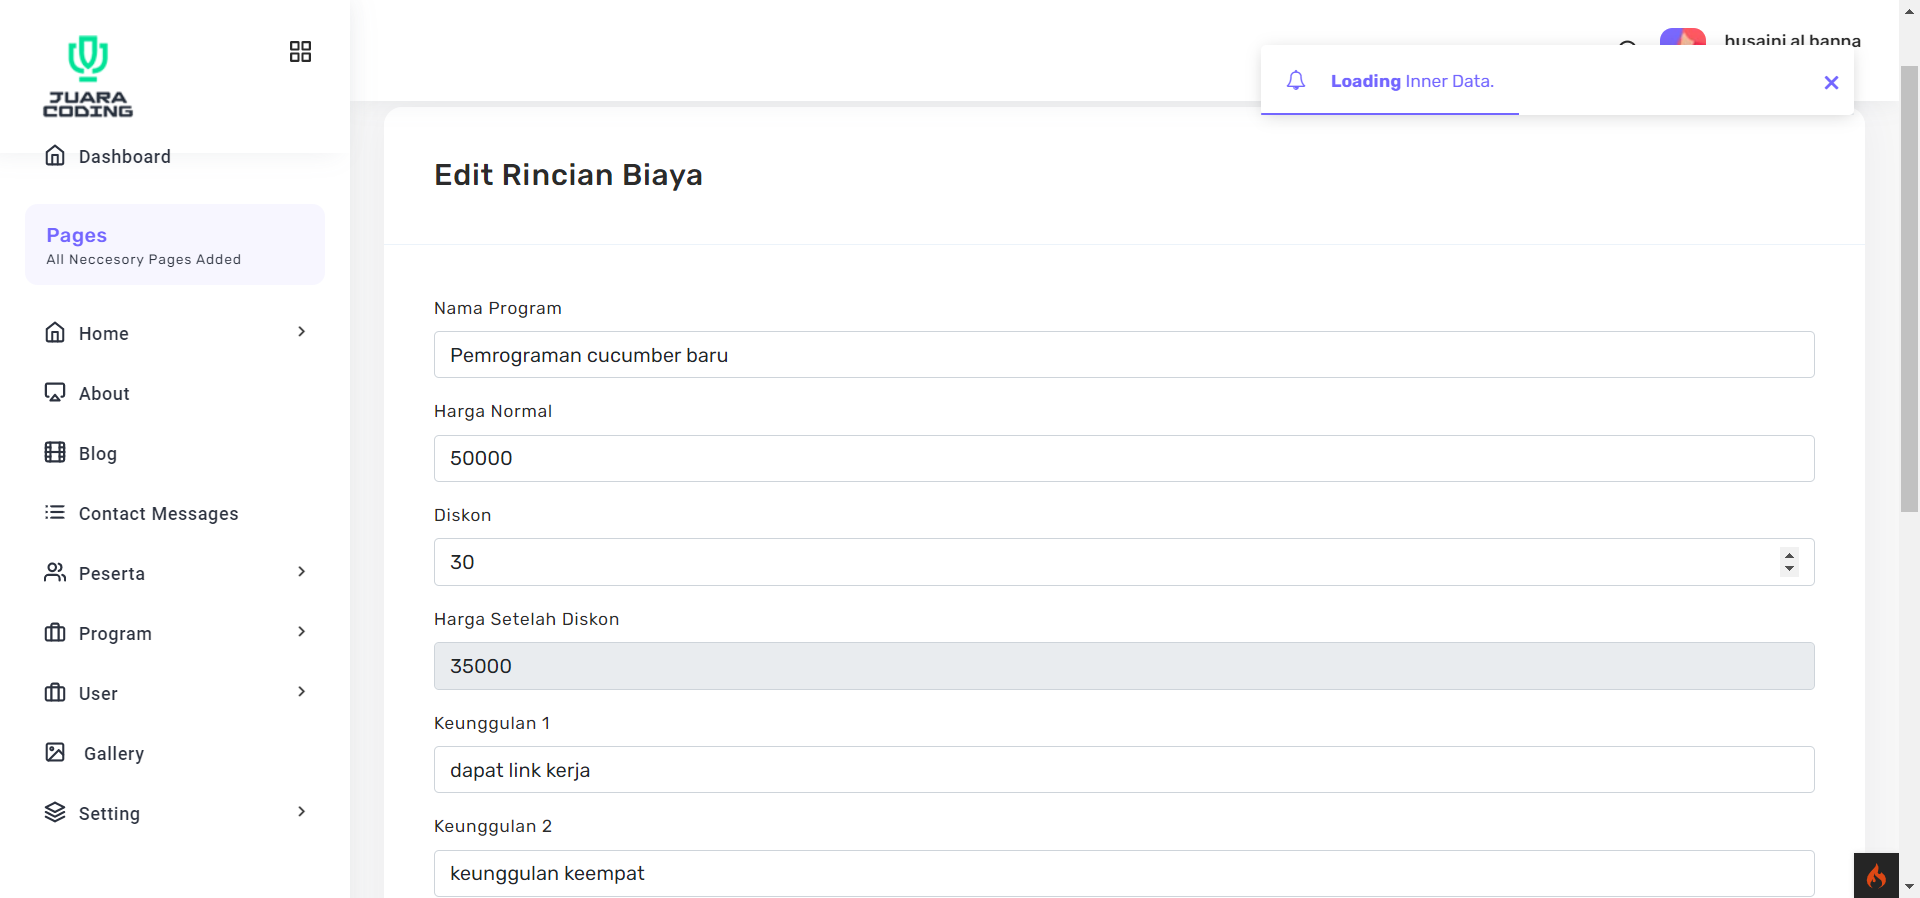 JUARA
CODING
Dashboard
Pages
All Neccesory Pages Added
Home
About
Blog
Contact Messages
Peserta
Program
User
Gallery
Setting
husaini al banna
Loading Inner Data.
Edit Rincian Biaya
Nama Program
Pemrograman cucumber baru
Harga Normal
50000
Diskon
30
Harga Setelah Diskon
35000
Keunggulan 1
dapat link kerja
Keunggulan 2
keunggulan keempat